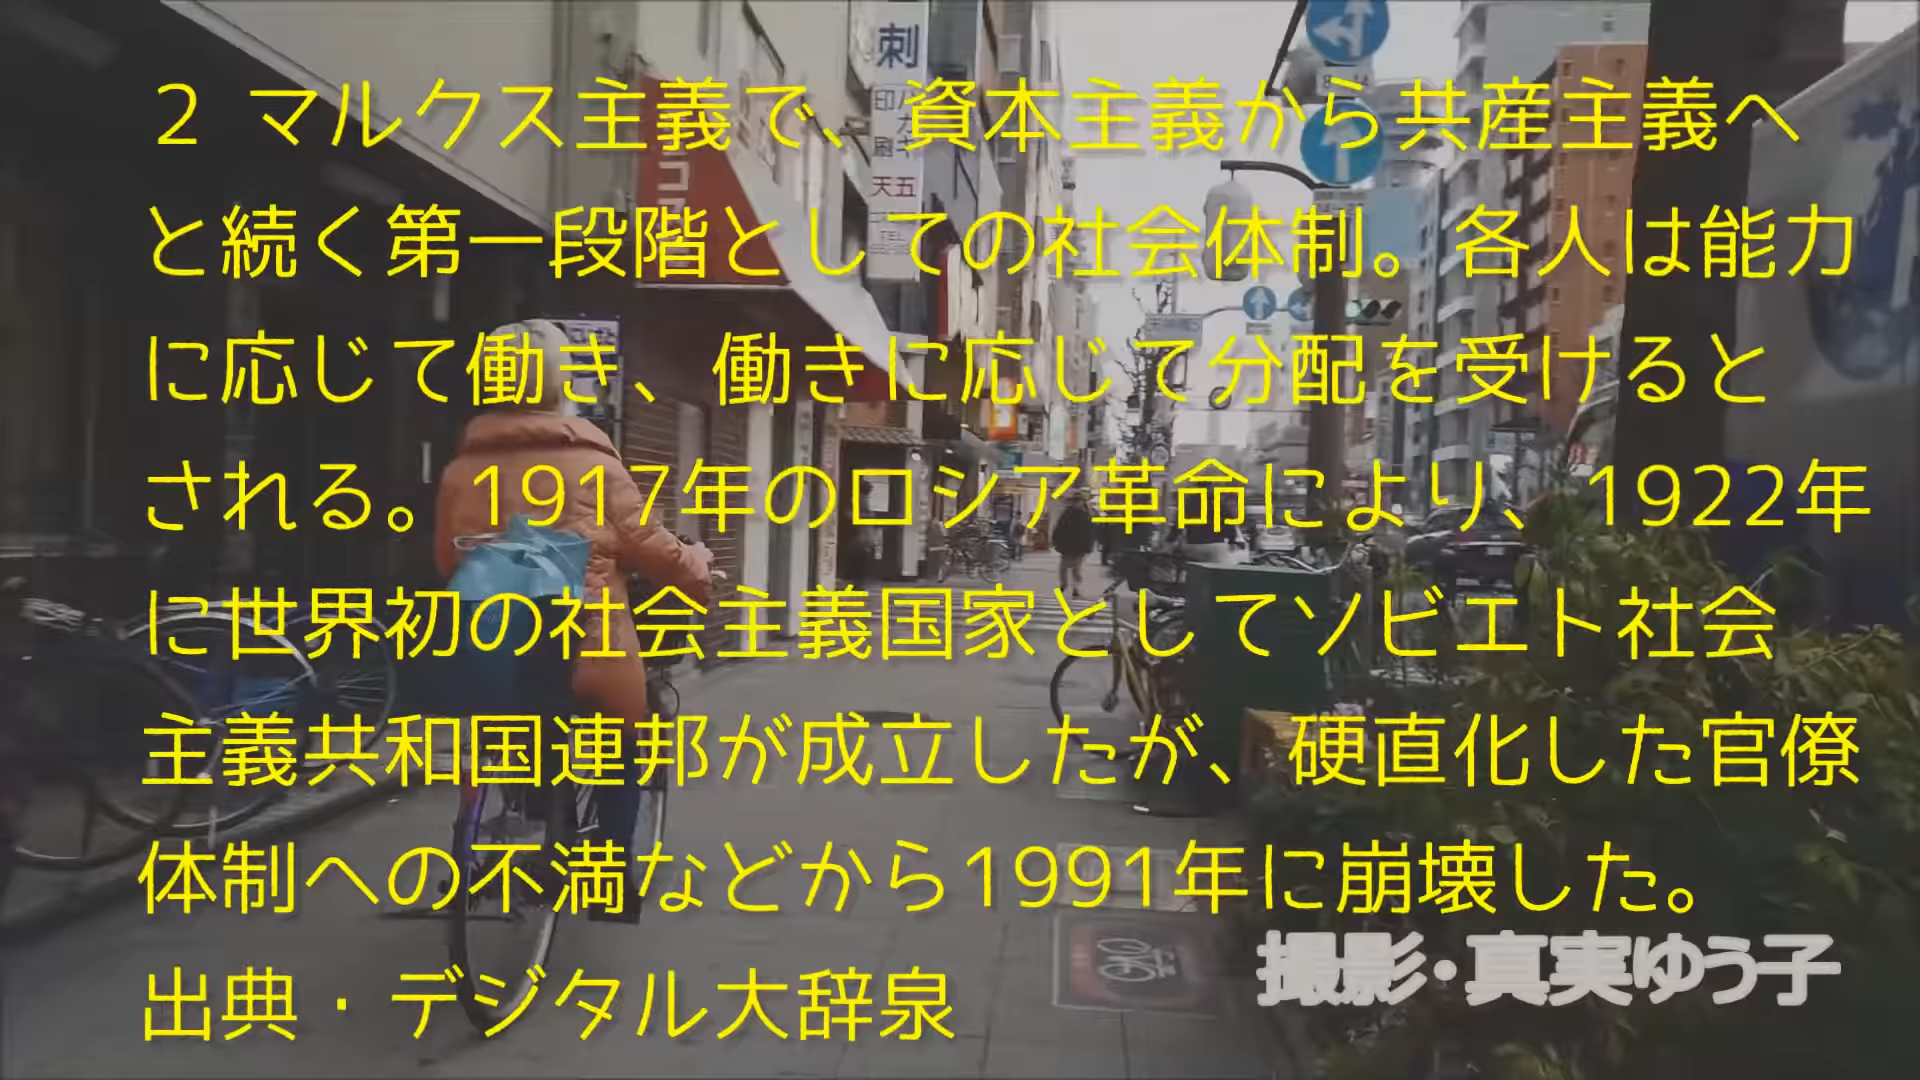 ２ マルクス主義で、資本主義から共産主義へ
と続く第一段階としての社会体制。各人は能力
に応じて働き、働きに応じて分配を受けると
される。1917年のロシア革命により、1922年
に世界初の社会主義国家としてソビエト社会
主義共和国連邦が成立したが、硬直化した官僚
体制への不満などから1991年に崩壊した。
出典・デジタル大辞泉
撮影・真実ゆう子
刺
印刷
天五